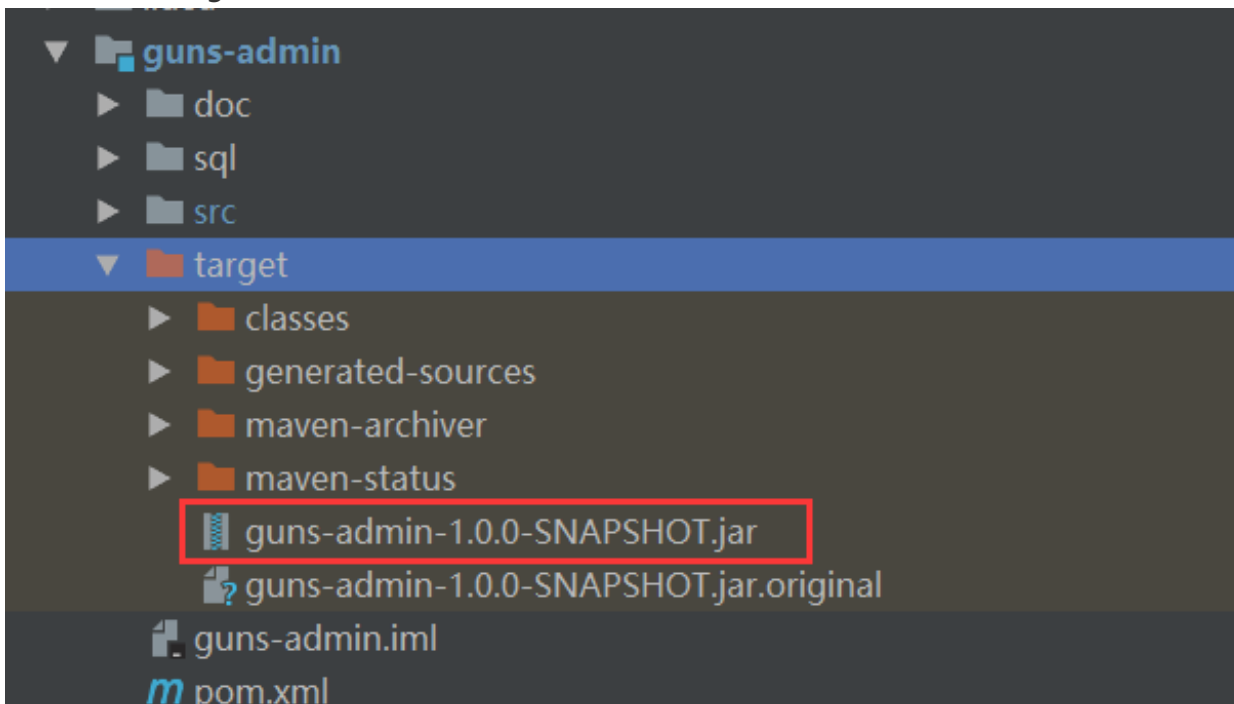 guns-admin
doc
sql
src
target
classes
generated-sources
maven-archiver
maven-status
guns-admin-1.0.0-SNAPSHOT.jar
guns-admin-1.0.0-SNAPSHOT.jar.original
guns-admin.iml
pom.xml